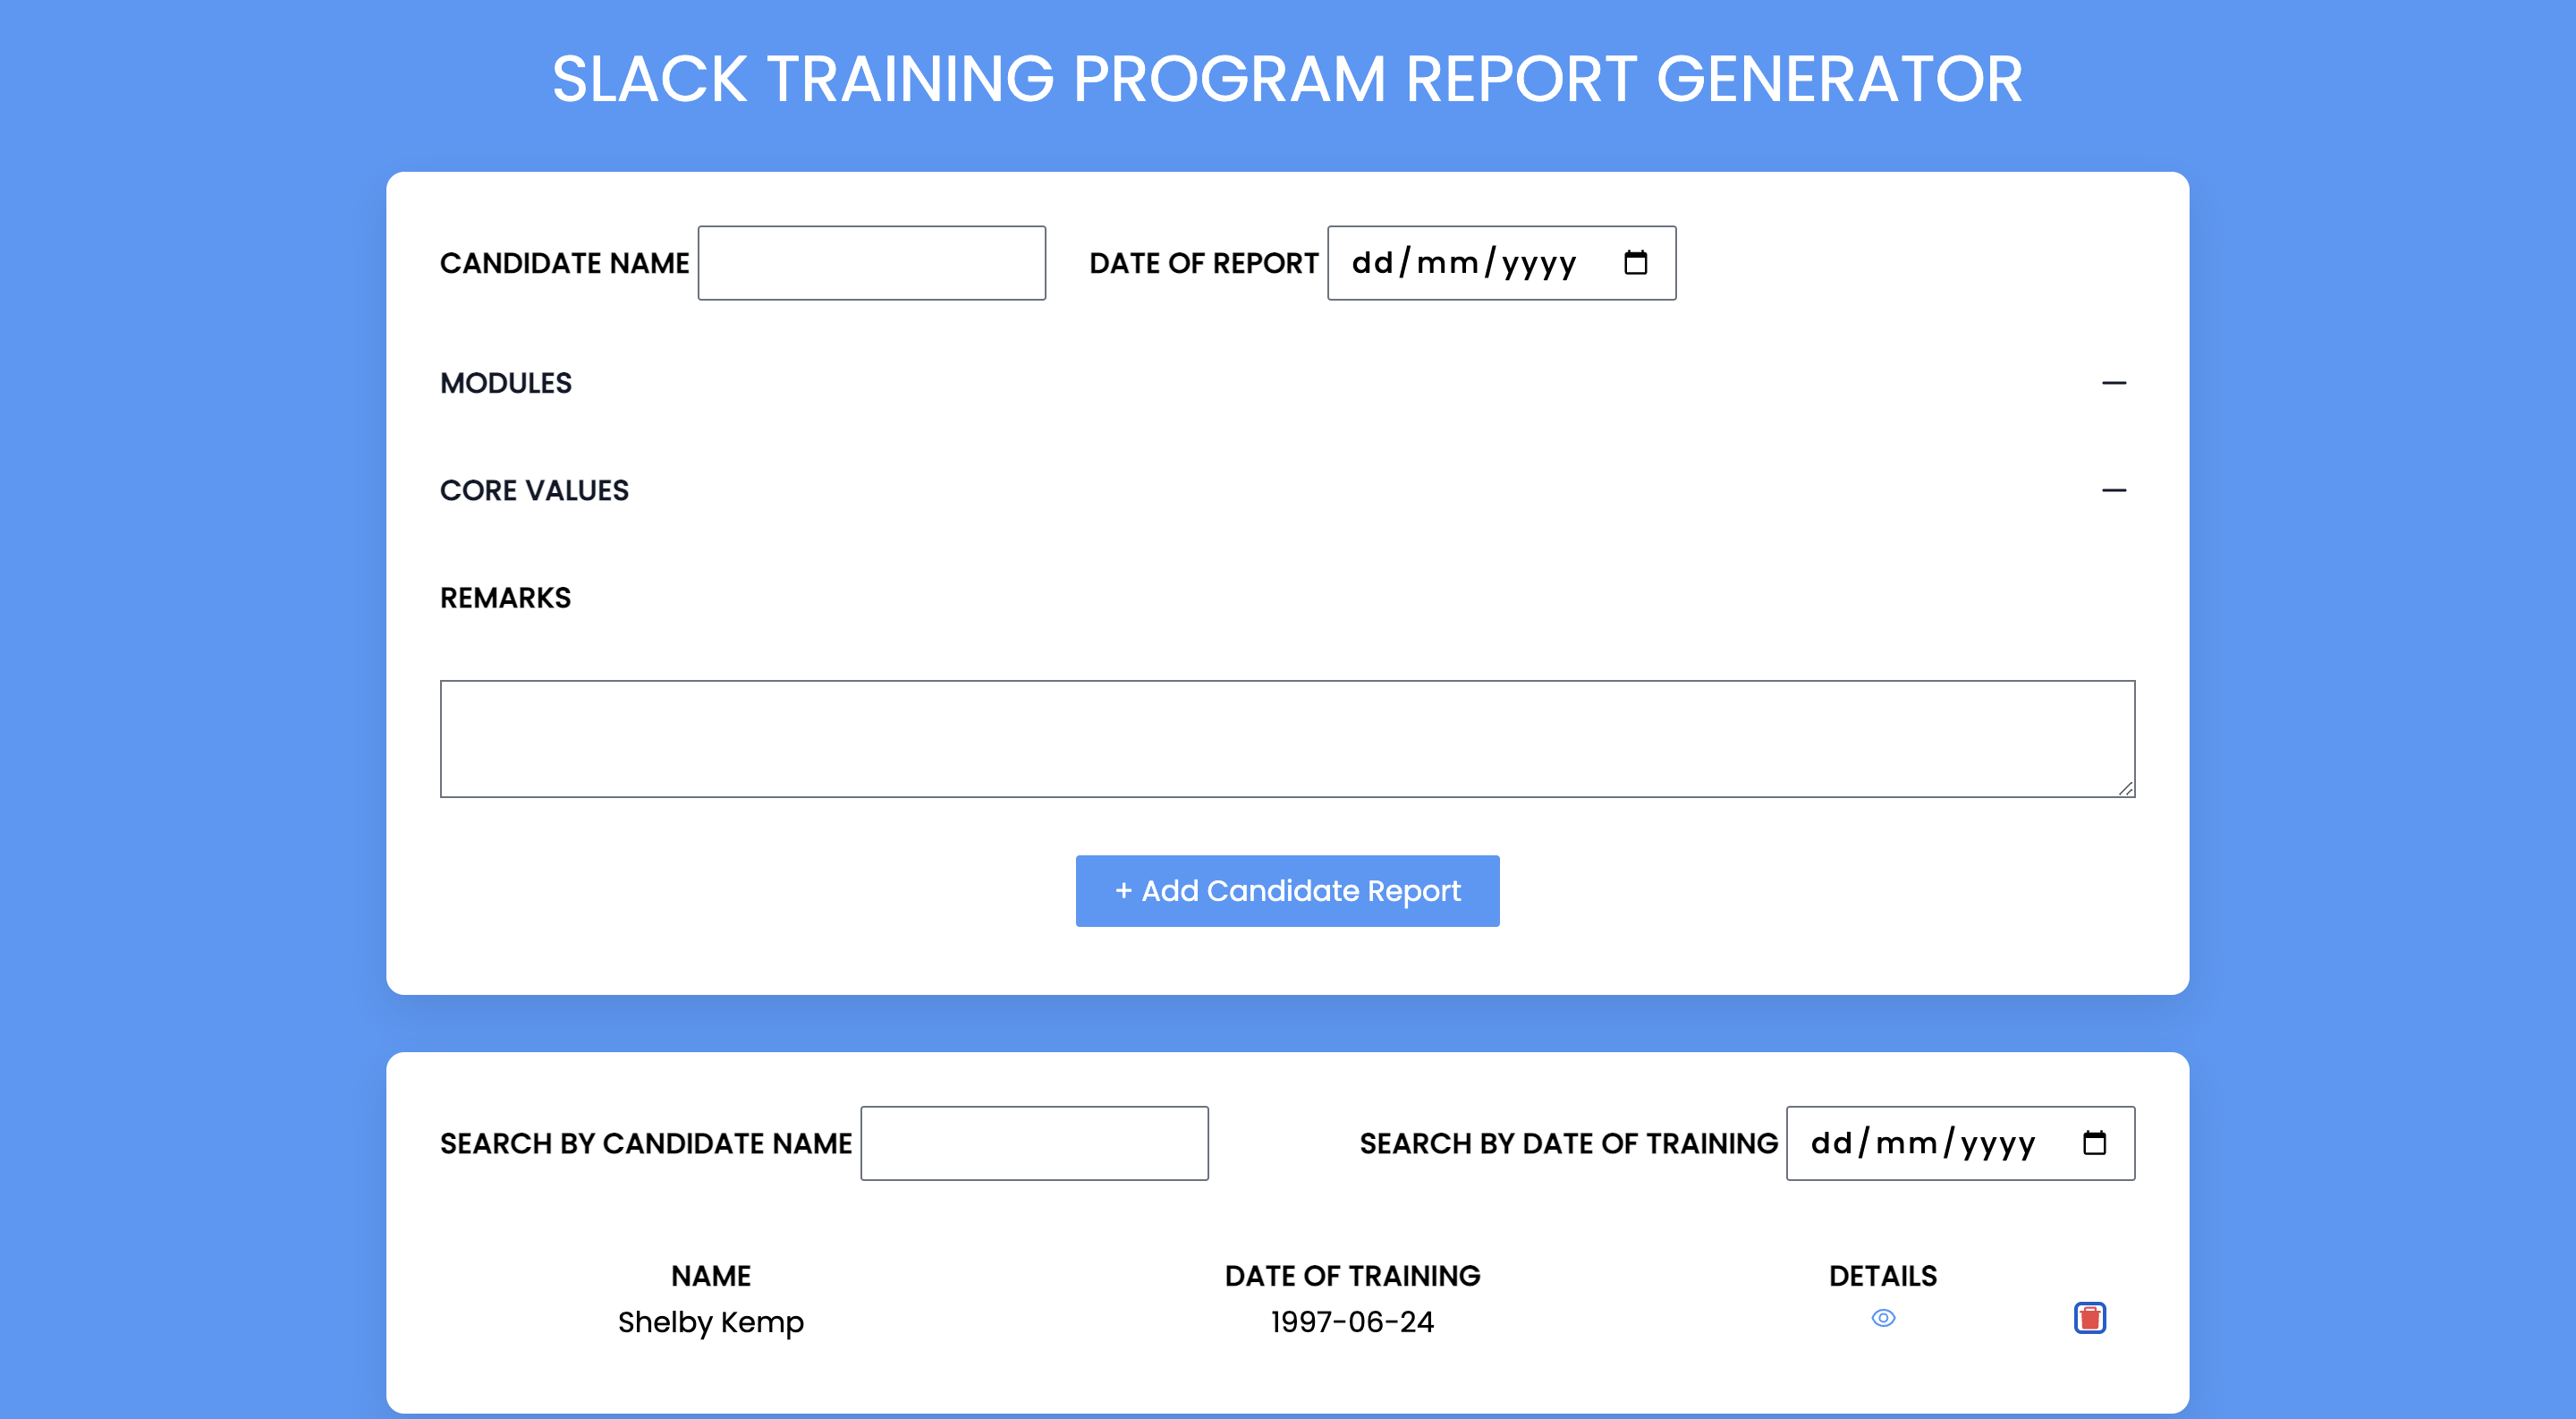 SLACK TRAINING PROGRAM REPORT GENERATOR
CANDIDATE NAME DATE OF REPORT dd/mm/yyyy
MODULES
CORE VALUES
REMARKS
+ Add Candidate Report
SEARCH BY CANDIDATE NAME SEARCH BY DATE OF TRAINING dd/mm/yyyy
NAME DATE OF TRAINING DETAILS
Shelby Kemp 1997-06-24